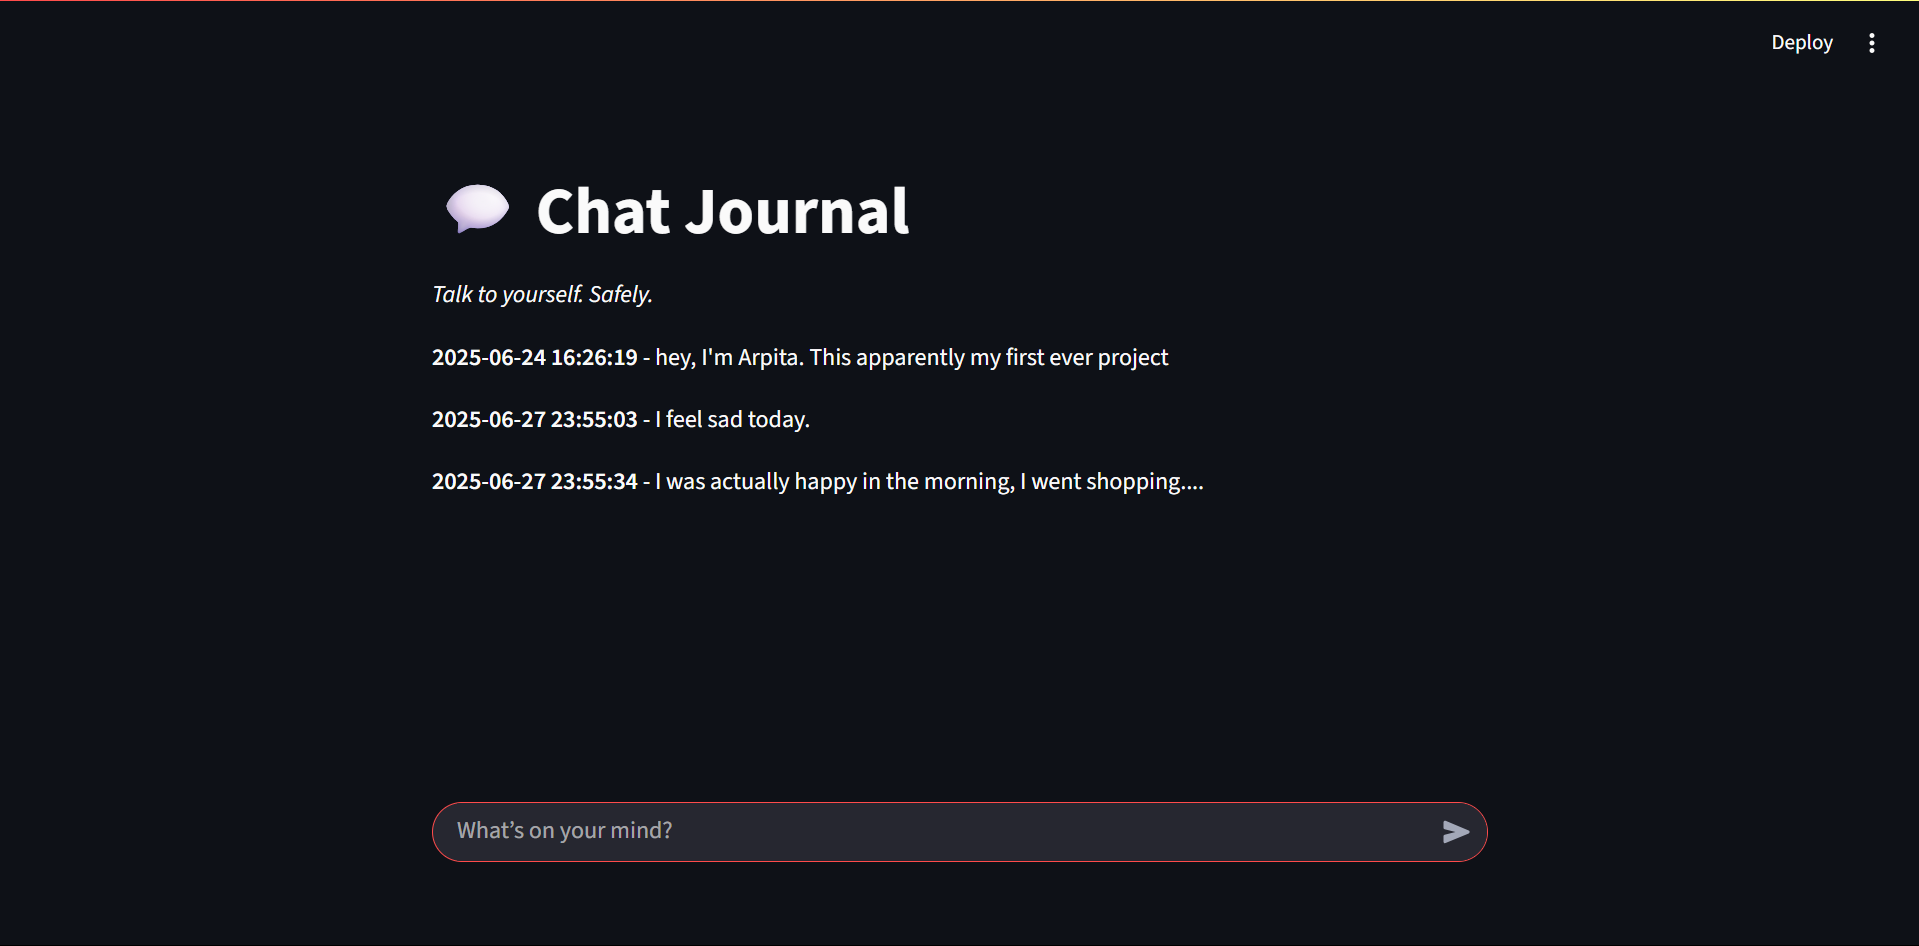 Deploy
Chat Journal
Talk to yourself. Safely.
2025-06-24 16:26:19 - hey, I'm Arpita. This apparently my first ever project
2025-06-27 23:55:03 - I feel sad today.
2025-06-27 23:55:34 - I was actually happy in the morning, I went shopping....
What’s on your mind?